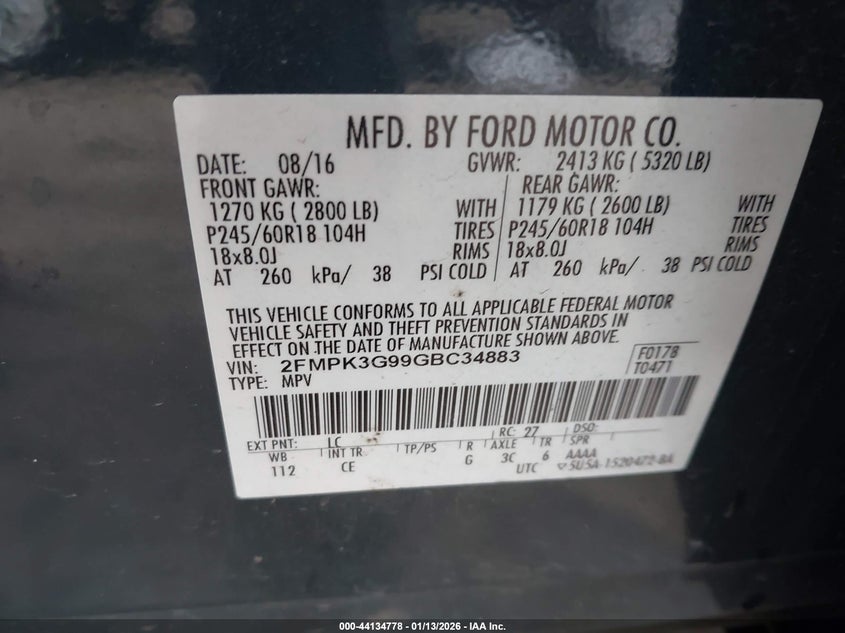 MFD. BY FORD MOTOR CO.
DATE: 08/16 GVWR: 2413 KG ( 5320 LB)
FRONT GAWR: REAR GAWR:
1270 KG ( 2800 LB) WITH 1179 KG ( 2600 LB) WITH
P245/60R18 104H TIRES P245/60R18 104H TIRES
18x8.0J RIMS 18x8.0J RIMS
AT 260 kPa/ 38 PSI COLD AT 260 kPa/ 38 PSI COLD
THIS VEHICLE CONFORMS TO ALL APPLICABLE FEDERAL MOTOR
VEHICLE SAFETY AND THEFT PREVENTION STANDARDS IN
EFFECT ON THE DATE OF MANUFACTURE SHOWN ABOVE.
VIN: 2FMPK3G99GBC34883 F0178
TYPE: MPV T0471
EXT PNT: LC RC: 27 DSO:
WB INT TR TP/PS R AXLE TR SPR
112 CE G 3C 6 AAAA
UTC 5U5A-1520472-BA
000-44134778 - 01/13/2026 - IAA Inc.